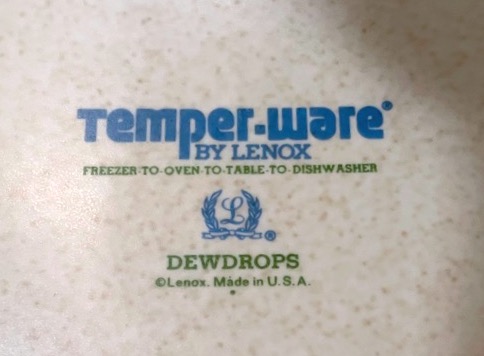 Temper-ware®
BY LENOX
FREEZER-TO-OVEN-TO-TABLE-TO-DISHWASHER
L ®
DEWDROPS
©Lenox. Made in U.S.A.